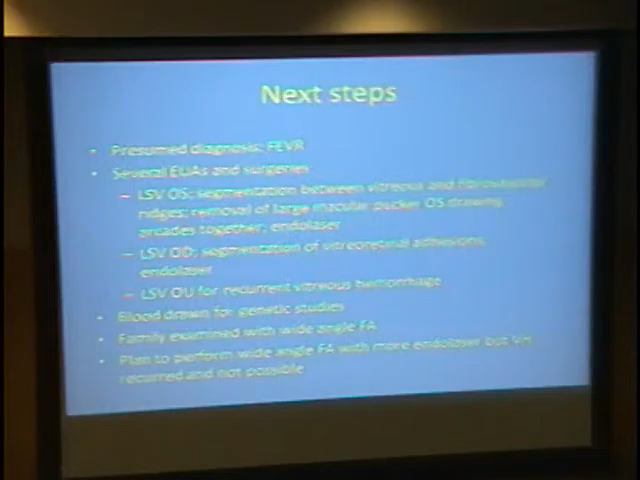 Next steps
• Presumed diagnosis: FEVR
• Several EUAs and surgeries
– LSV OS: segmentation between vitreous and fibrovascular
ridges; removal of large macular pucker OS drawing
arcades together; endolaser
– LSV OD: segmentation of vitreoretinal adhesions,
endolaser
– LSV OU for recurrent vitreous hemorrhage
• Blood drawn for genetic studies
• Family examined with wide angle FA
• Plan to perform wide angle FA with more endolaser but VH
recurred and not possible